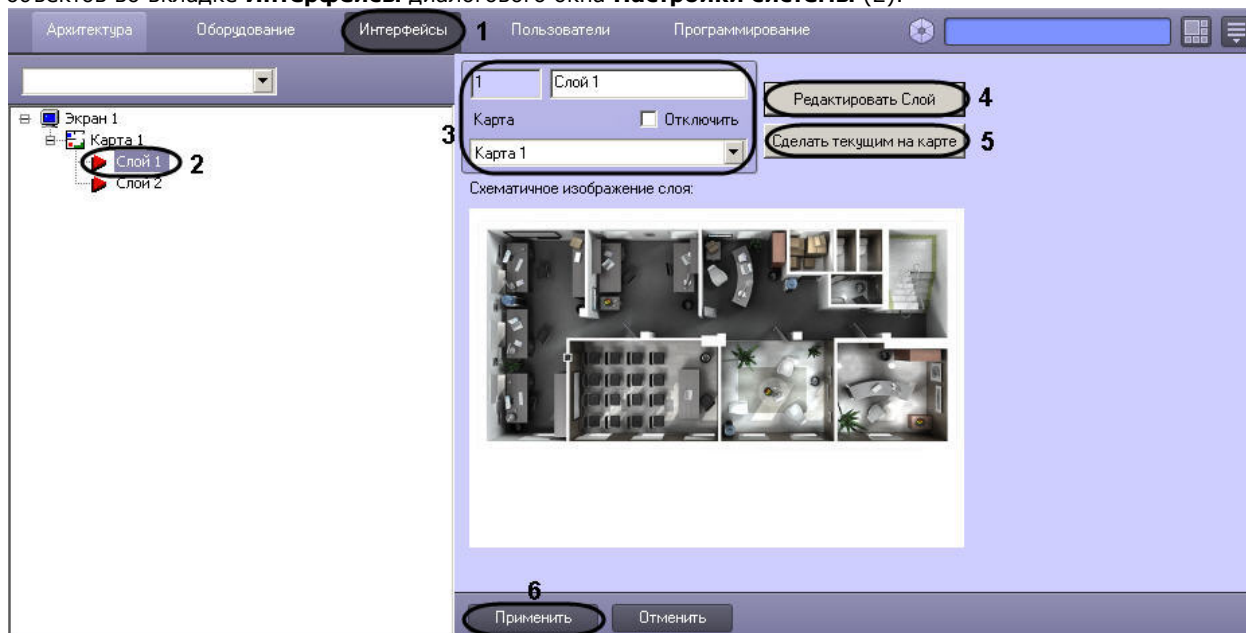 объектов во вкладке Интерфейсы диалогового окна Настройки системы (2).
Архитектура Оборудование Интерфейсы 1 Пользователи Программирование
1 Слой 1
Редактировать Слой 4
Экран 1
Карта 1
3 Карта Отключить
Сделать текущим на карте 5
Слой 1 2
Карта 1
Слой 2
Схематичное изображение слоя:
6
Применить Отменить